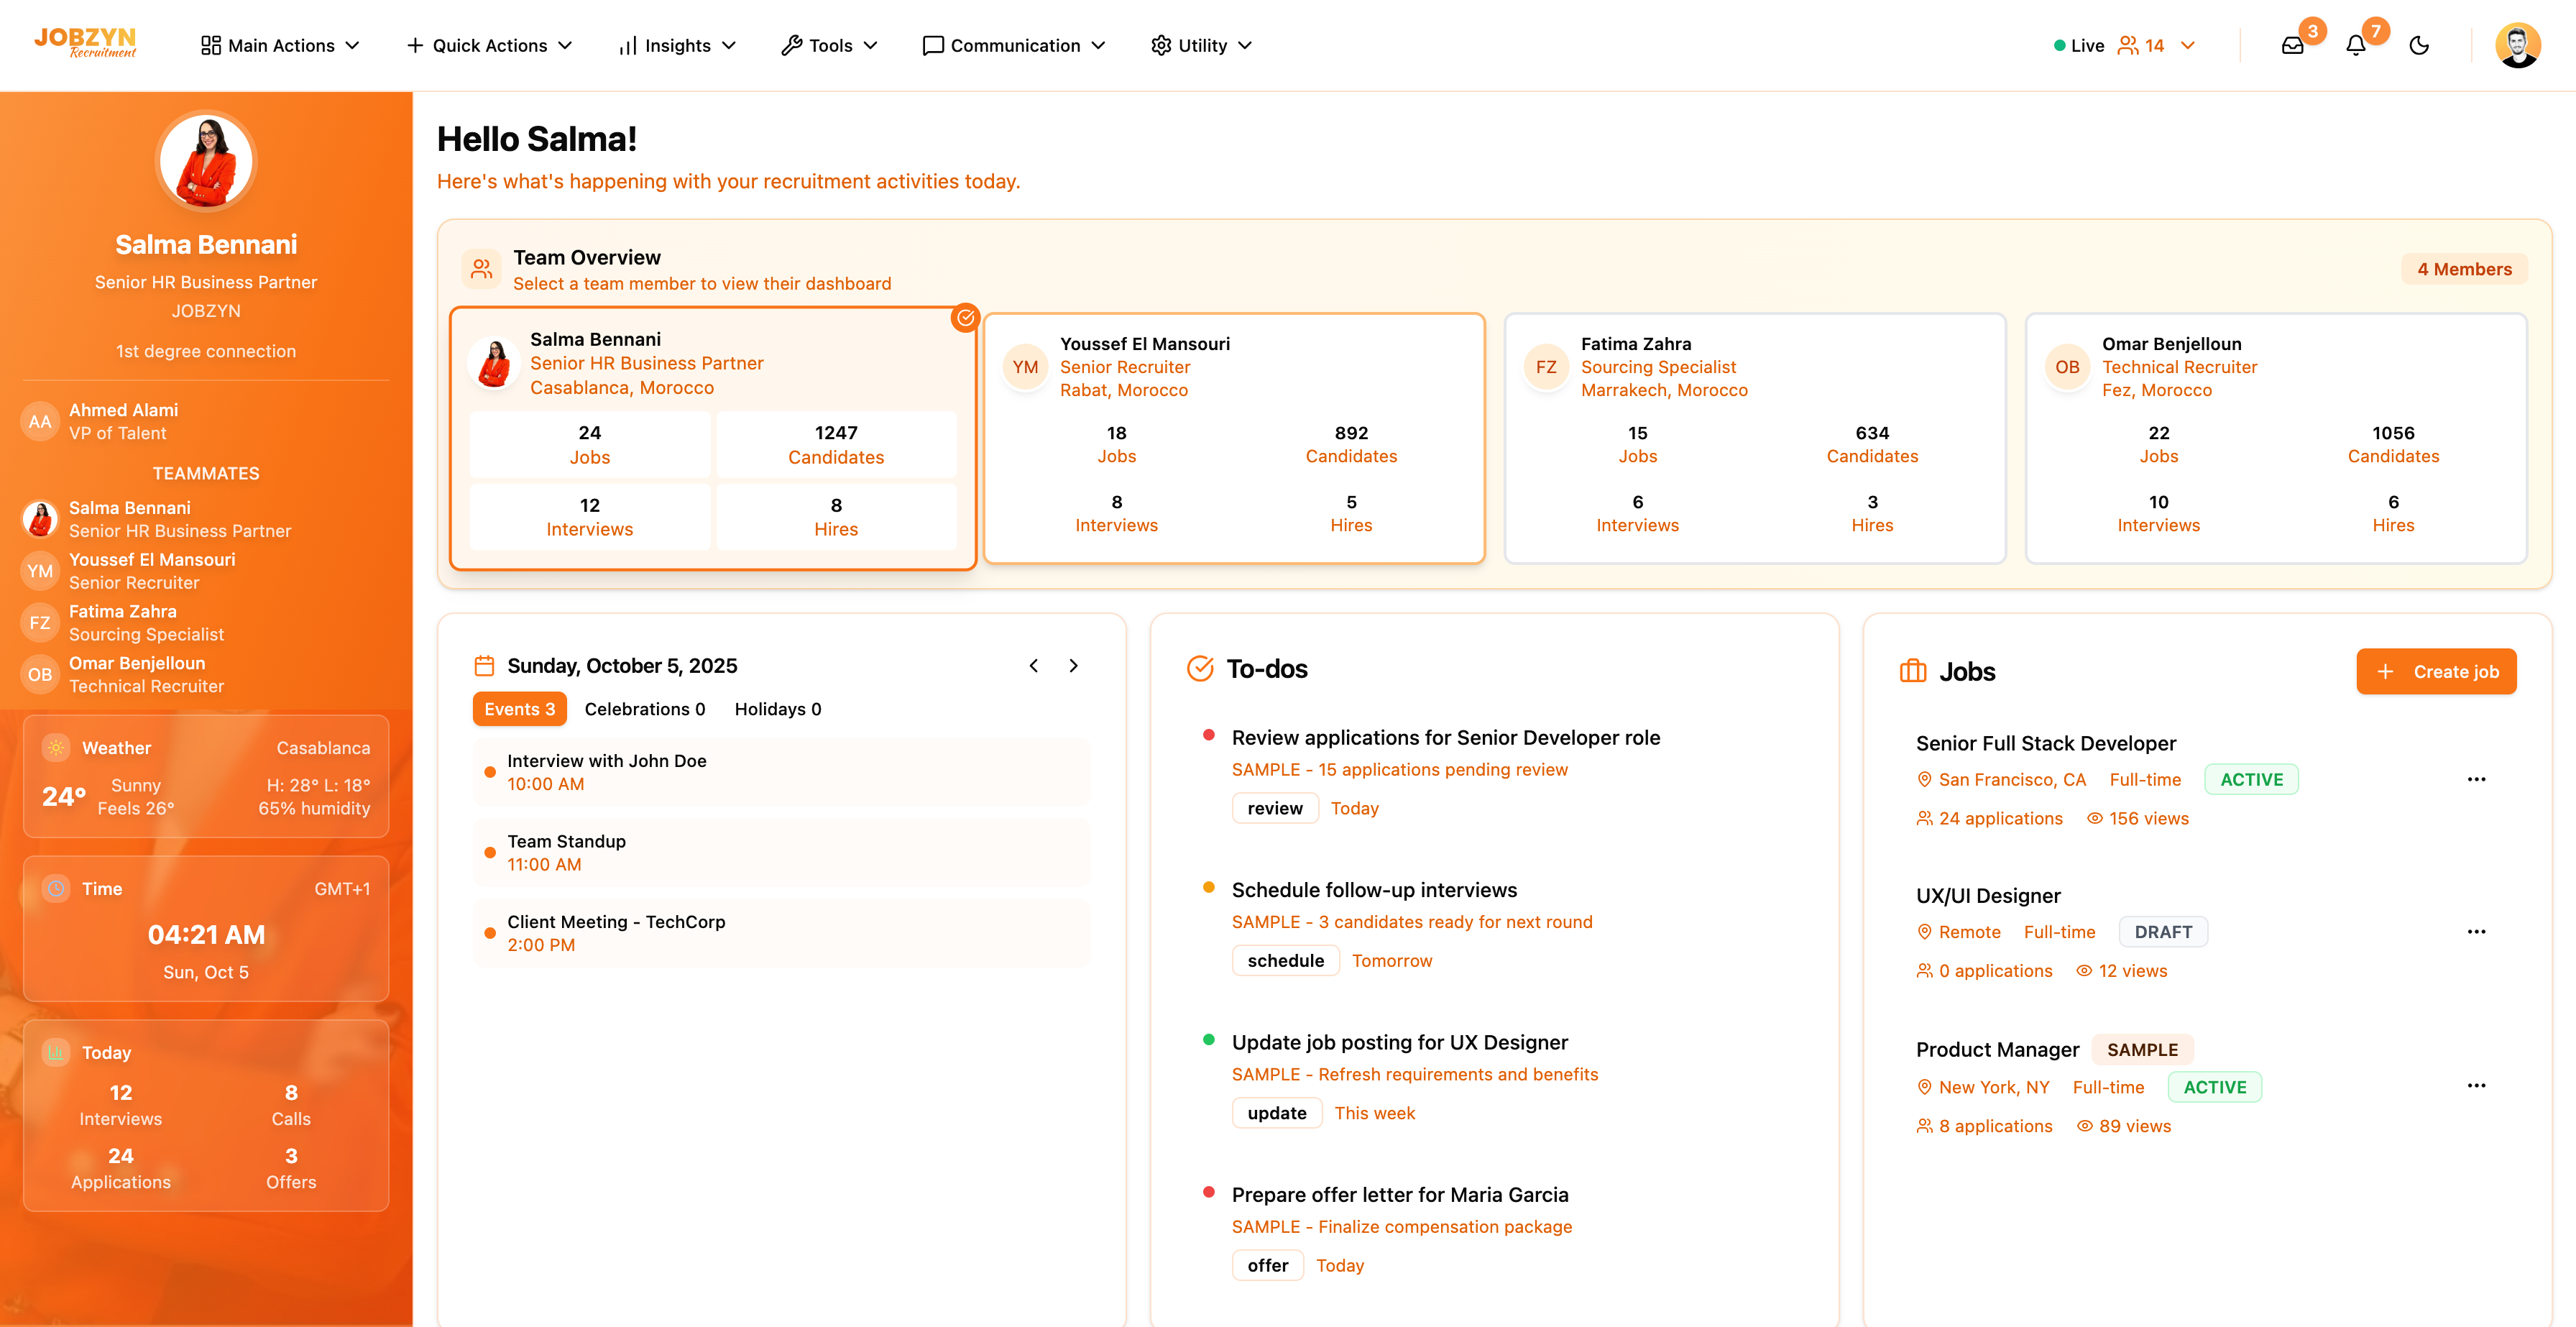 JOBZYN
Recruitment
Main Actions
Quick Actions
Insights
Tools
Communication
Utility
Live 14
3
7
Salma Bennani
Senior HR Business Partner
JOBZYN
1st degree connection
AA
Ahmed Alami
VP of Talent
TEAMMATES
Salma Bennani
Senior HR Business Partner
YM
Youssef El Mansouri
Senior Recruiter
FZ
Fatima Zahra
Sourcing Specialist
OB
Omar Benjelloun
Technical Recruiter
Weather Casablanca
24° Sunny H: 28° L: 18°
Feels 26° 65% humidity
Time GMT+1
04:21 AM
Sun, Oct 5
Today
12 8
Interviews Calls
24 3
Applications Offers
Hello Salma!
Here's what's happening with your recruitment activities today.
Team Overview
Select a team member to view their dashboard
4 Members
Salma Bennani
Senior HR Business Partner
Casablanca, Morocco
24 1247
Jobs Candidates
12 8
Interviews Hires
YM
Youssef El Mansouri
Senior Recruiter
Rabat, Morocco
18 892
Jobs Candidates
8 5
Interviews Hires
FZ
Fatima Zahra
Sourcing Specialist
Marrakech, Morocco
15 634
Jobs Candidates
6 3
Interviews Hires
OB
Omar Benjelloun
Technical Recruiter
Fez, Morocco
22 1056
Jobs Candidates
10 6
Interviews Hires
Sunday, October 5, 2025
Events 3 Celebrations 0 Holidays 0
Interview with John Doe
10:00 AM
Team Standup
11:00 AM
Client Meeting - TechCorp
2:00 PM
To-dos
Review applications for Senior Developer role
SAMPLE - 15 applications pending review
review Today
Schedule follow-up interviews
SAMPLE - 3 candidates ready for next round
schedule Tomorrow
Update job posting for UX Designer
SAMPLE - Refresh requirements and benefits
update This week
Prepare offer letter for Maria Garcia
SAMPLE - Finalize compensation package
offer Today
Jobs
Create job
Senior Full Stack Developer
San Francisco, CA Full-time ACTIVE
24 applications 156 views
UX/UI Designer
Remote Full-time DRAFT
0 applications 12 views
Product Manager SAMPLE
New York, NY Full-time ACTIVE
8 applications 89 views